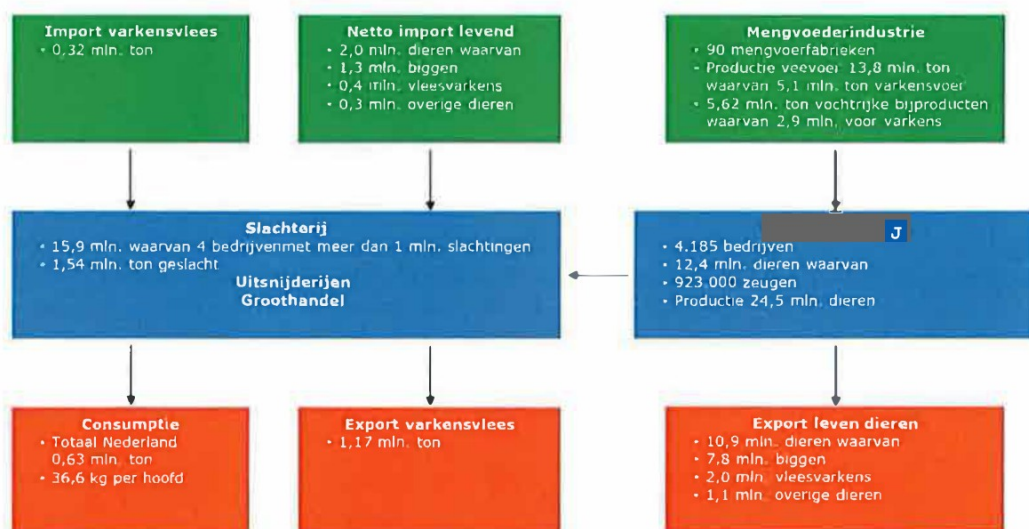 Import varkensvlees
• 0,32 mln. ton
Netto import levend
• 2,0 mln. dieren waarvan
• 1,3 mln. biggen
• 0,4 mln. vleesvarkens
• 0,3 mln. overige dieren
Mengvoederindustrie
• 90 mengvoerfabrieken
- Productie veevoer 13,8 mln. ton
waarvan 5,1 mln. ton varkensvoer
• 5,62 mln. ton vochtrijke bijproducten
waarvan 2,9 mln. voor varkens
Slachterij
• 15,9 mln. waarvan 4 bedrijvenmet meer dan 1 mln. slachtingen
• 1,54 mln. ton geslacht
Uitsnijderijen
Groothandel
J
• 4.185 bedrijven
• 12,4 mln. dieren waarvan
• 923.000 zeugen
• Productie 24,5 mln. dieren
Consumptie
• Totaal Nederland
0,63 mln. ton
• 36,6 kg per hoofd
Export varkensvlees
• 1,17 mln. ton
Export leven dieren
• 10,9 mln. dieren waarvan
• 7,8 mln. biggen
• 2,0 mln. vleesvarkens
• 1,1 mln. overige dieren